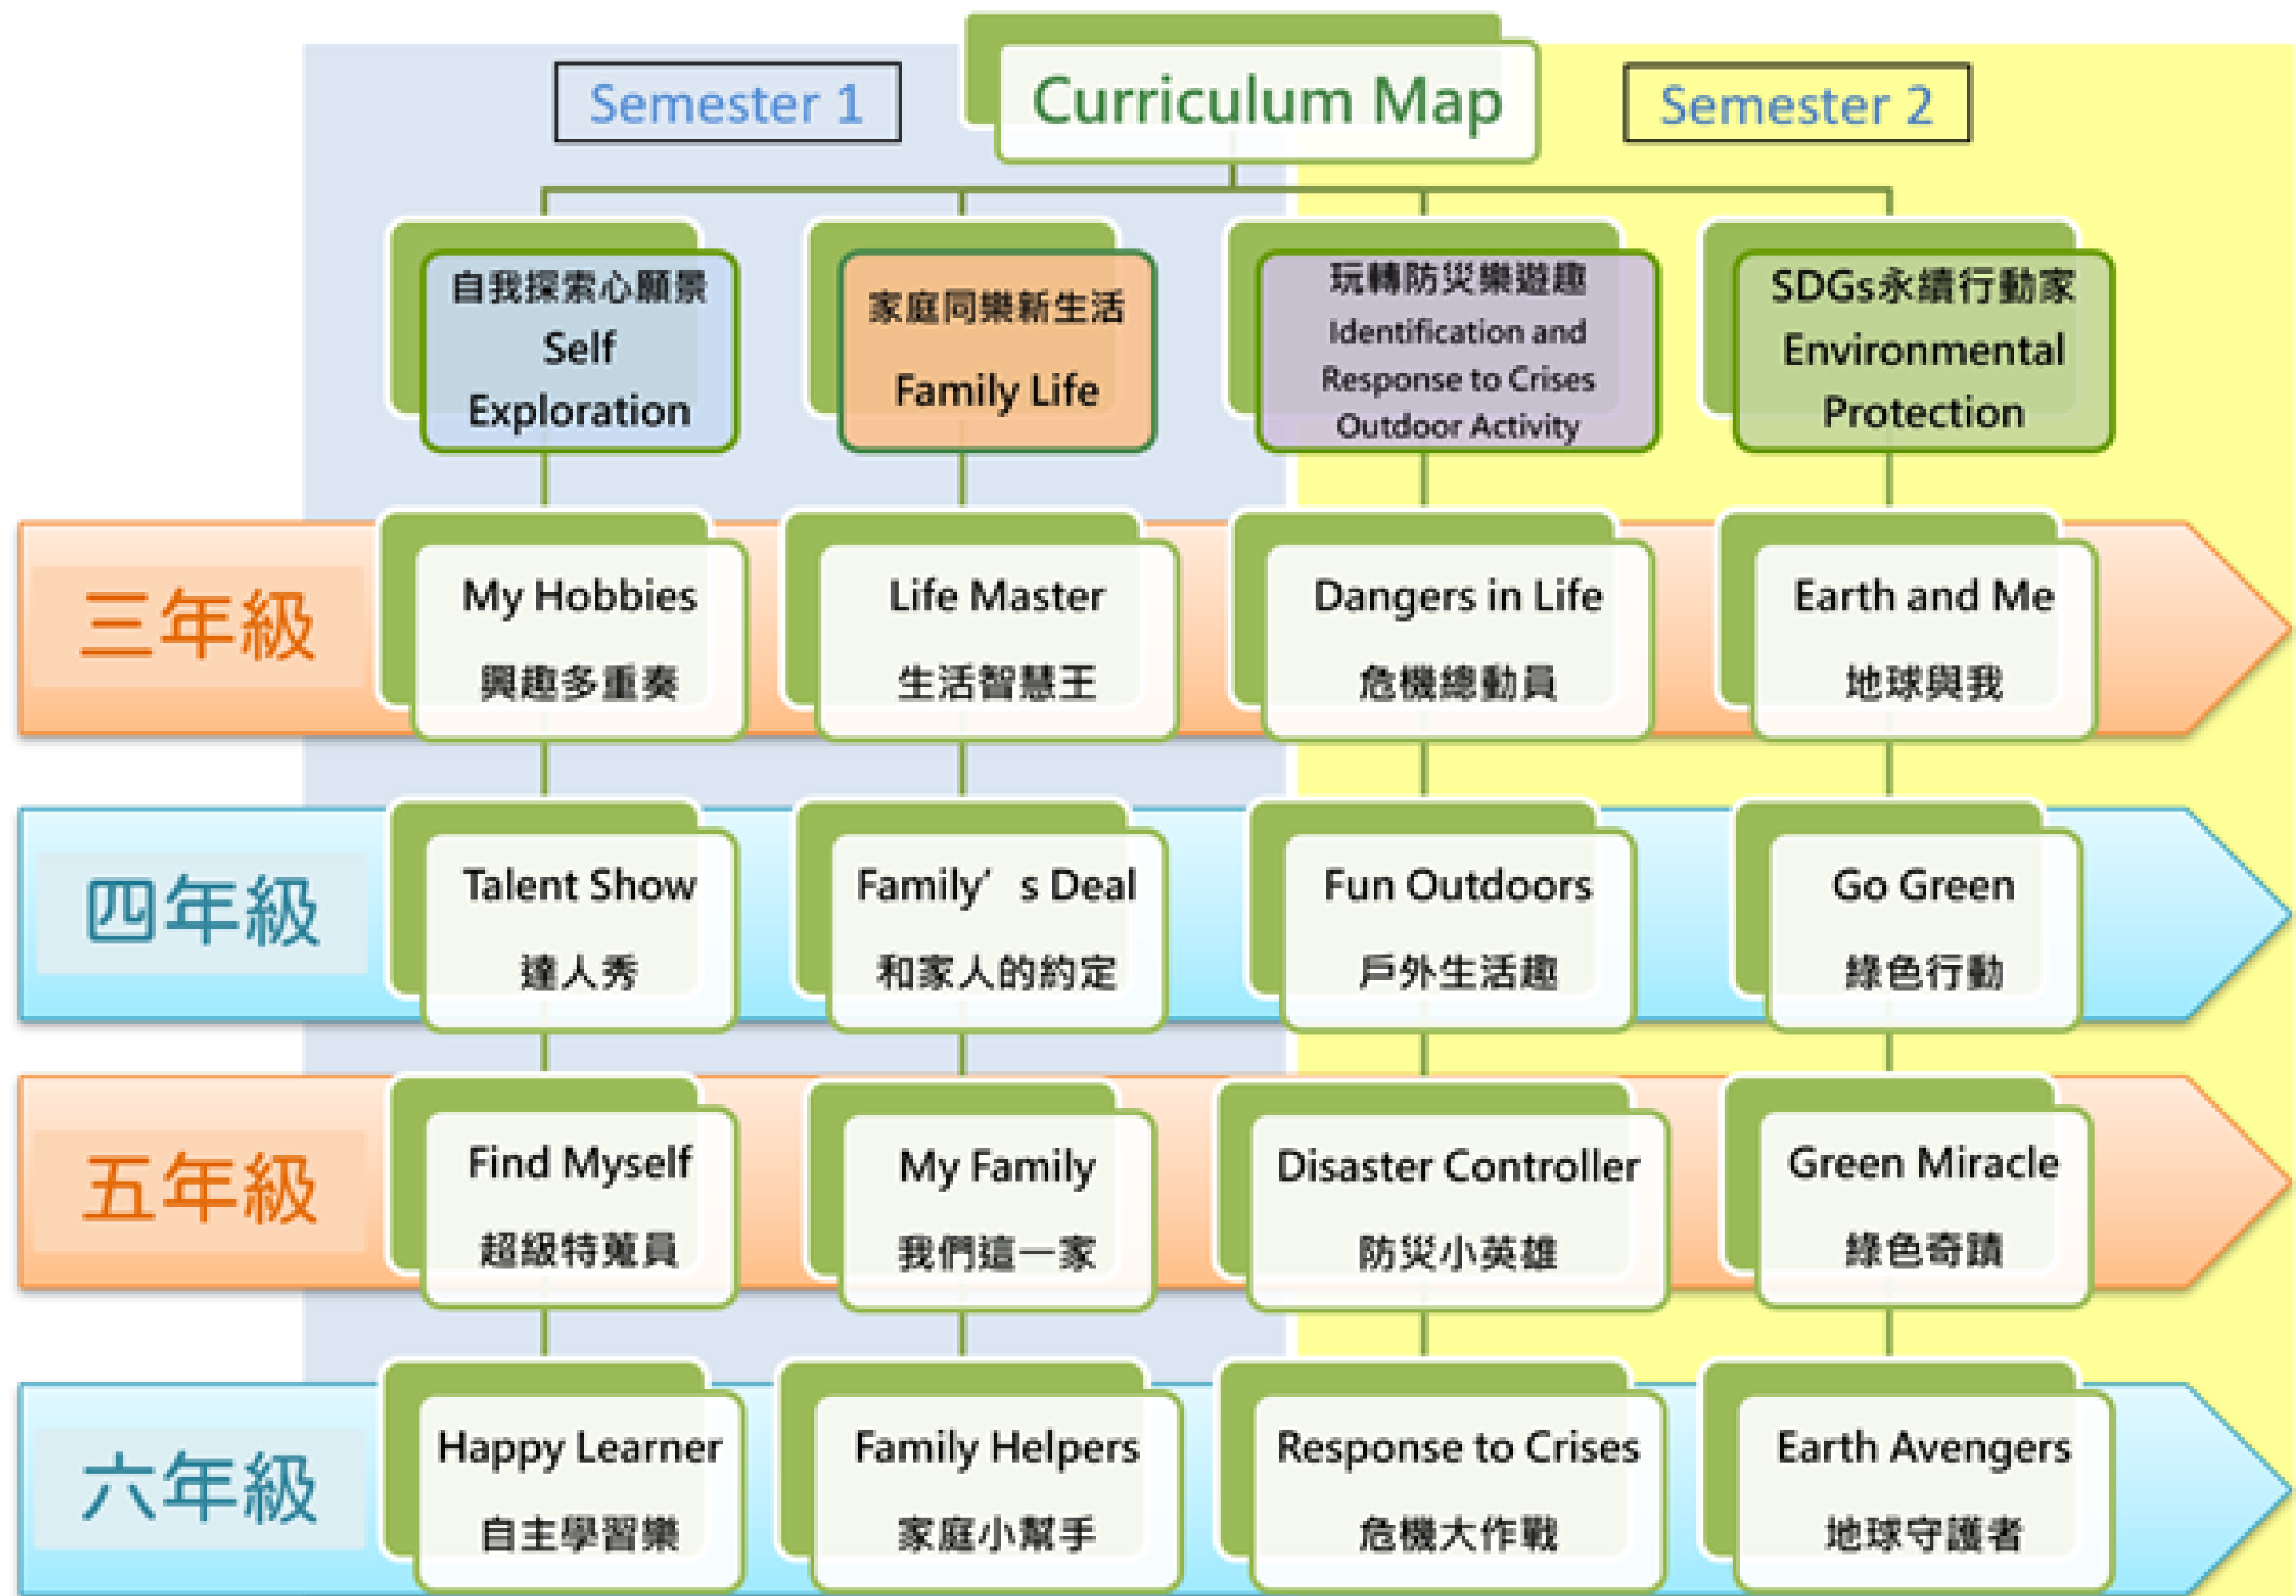 Semester 1
Curriculum Map
Semester 2
自我探索心願景
Self
Exploration
家庭同樂新生活
Family Life
玩轉防災樂遊趣
Identification and
Response to Crises
Outdoor Activity
SDGs永續行動家
Environmental
Protection
三年級
My Hobbies
興趣多重奏
Life Master
生活智慧王
Dangers in Life
危機總動員
Earth and Me
地球與我
四年級
Talent Show
達人秀
Family’s Deal
和家人的約定
Fun Outdoors
戶外生活趣
Go Green
綠色行動
五年級
Find Myself
超級特蒐員
My Family
我們這一家
Disaster Controller
防災小英雄
Green Miracle
綠色奇蹟
六年級
Happy Learner
自主學習樂
Family Helpers
家庭小幫手
Response to Crises
危機大作戰
Earth Avengers
地球守護者